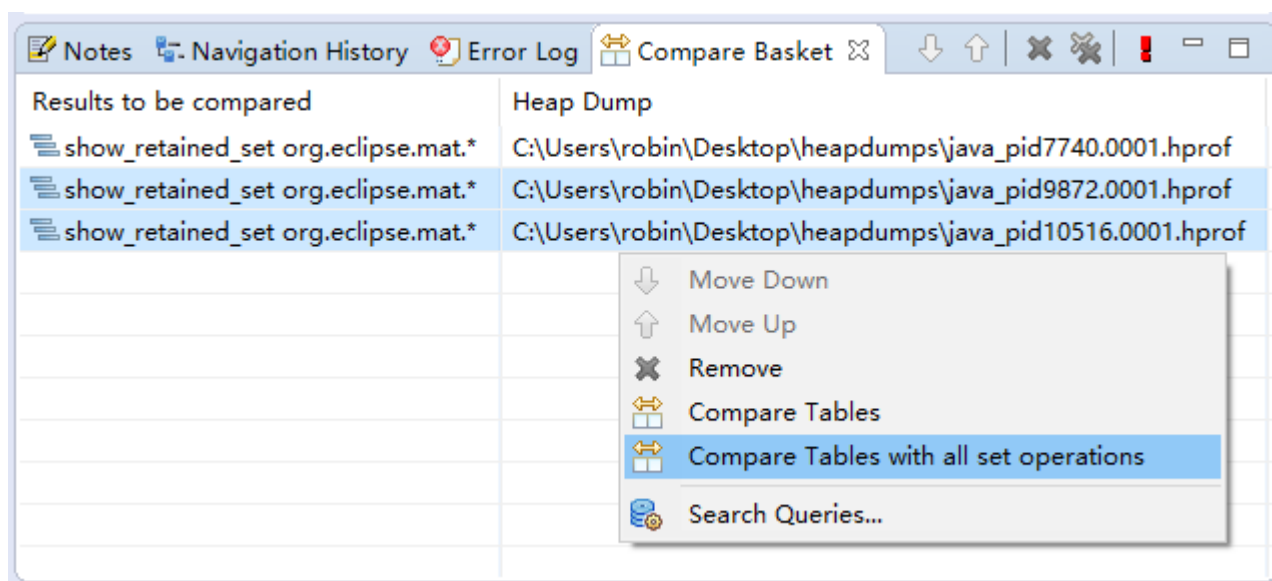 Notes Navigation History Error Log Compare Basket
Results to be compared Heap Dump
show_retained_set org.eclipse.mat.* C:\Users\robin\Desktop\heapdumps\java_pid7740.0001.hprof
show_retained_set org.eclipse.mat.* C:\Users\robin\Desktop\heapdumps\java_pid9872.0001.hprof
show_retained_set org.eclipse.mat.* C:\Users\robin\Desktop\heapdumps\java_pid10516.0001.hprof
Move Down
Move Up
Remove
Compare Tables
Compare Tables with all set operations
Search Queries...